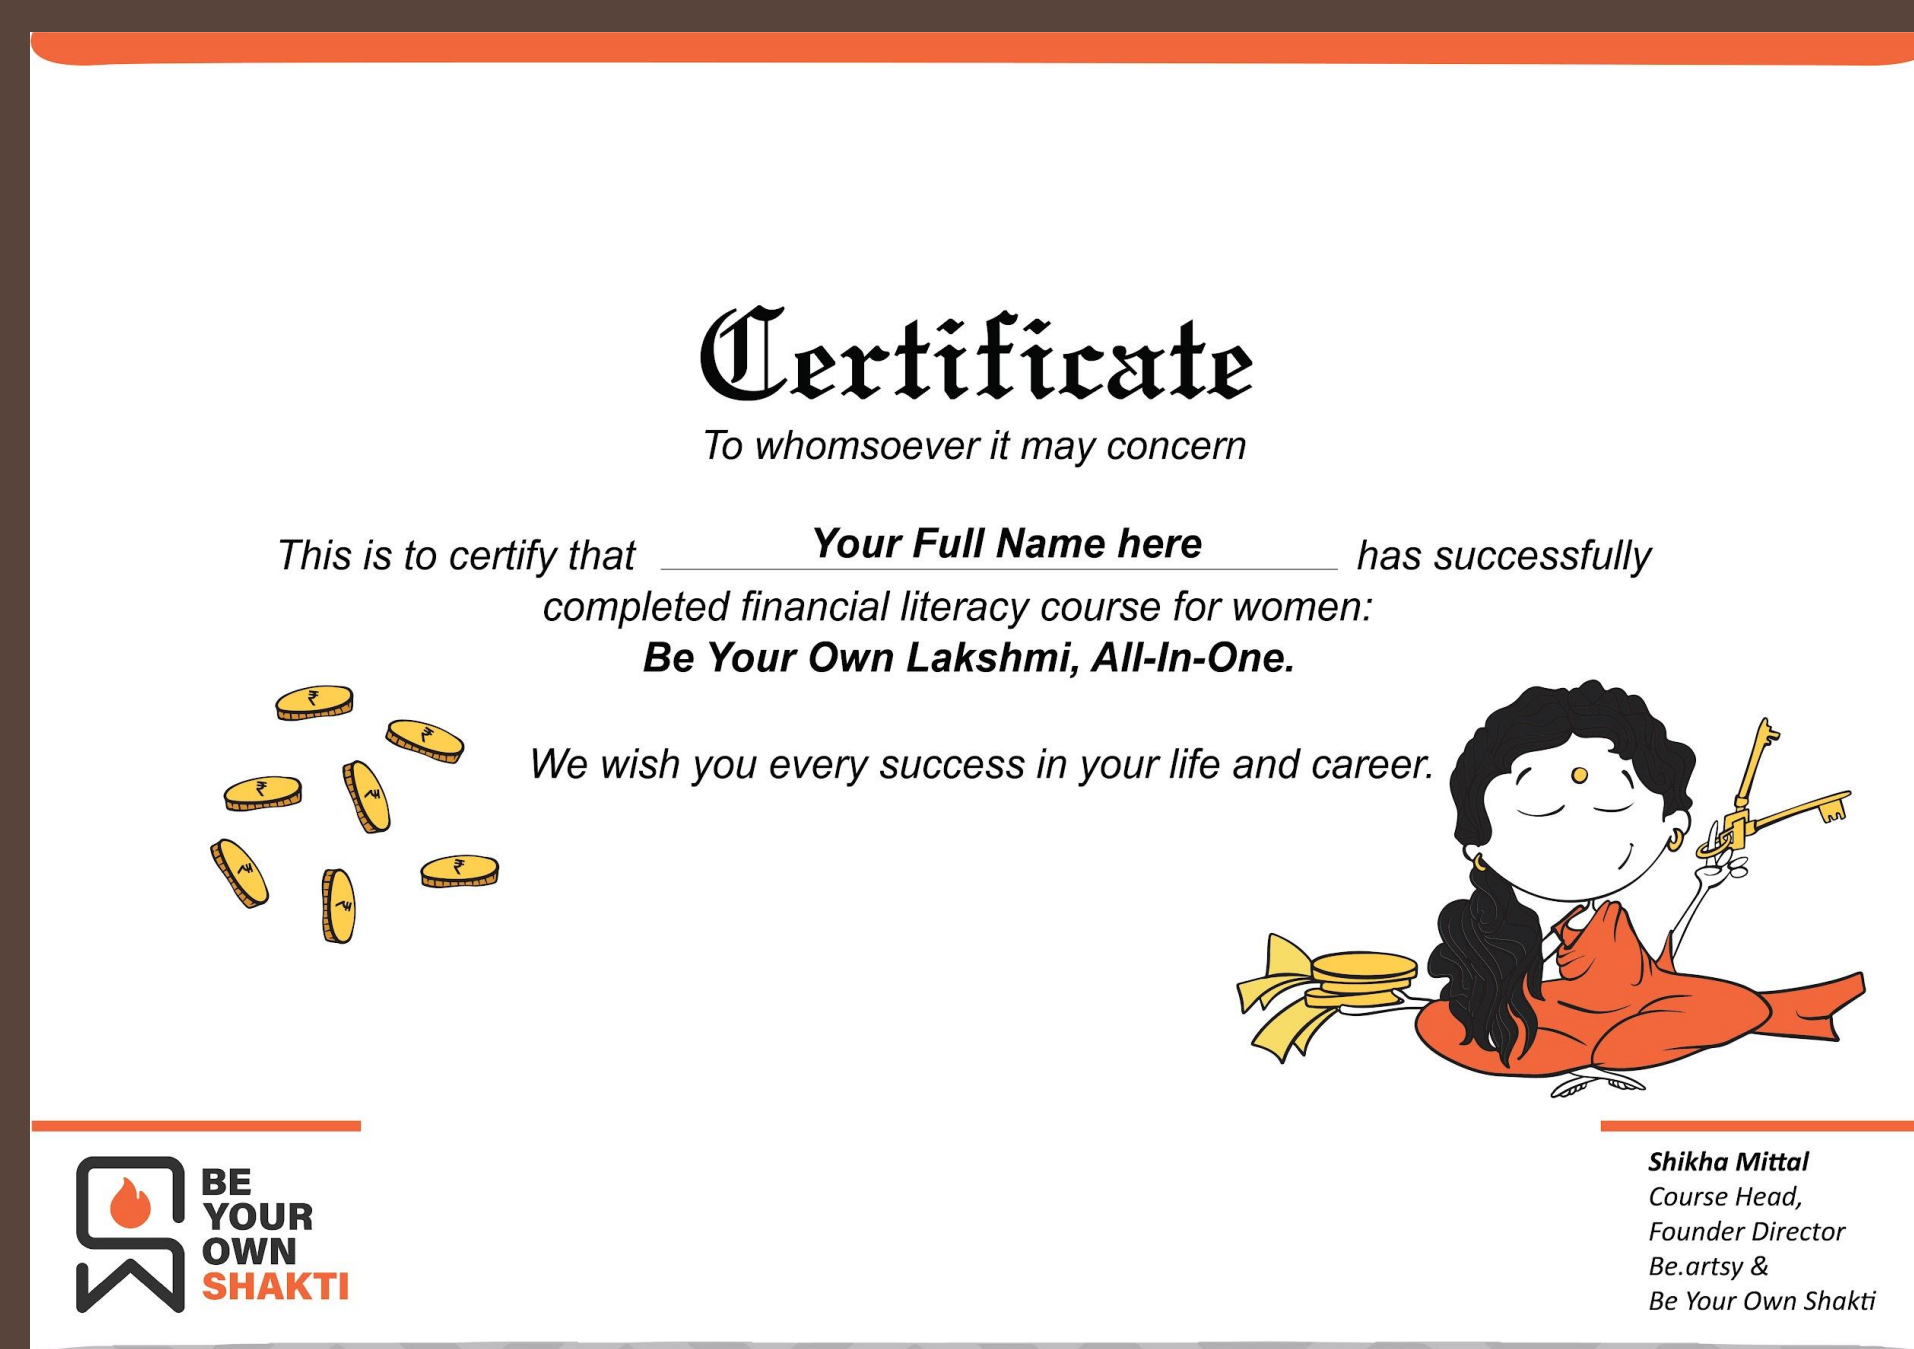 Certificate
To whomsoever it may concern
This is to certify that Your Full Name here has successfully
completed financial literacy course for women:
Be Your Own Lakshmi, All-In-One.
We wish you every success in your life and career.
₹
₹
₹
₹
₹
₹
₹
BE
YOUR
OWN
SHAKTI
Shikha Mittal
Course Head,
Founder Director
Be.artsy &
Be Your Own Shakti